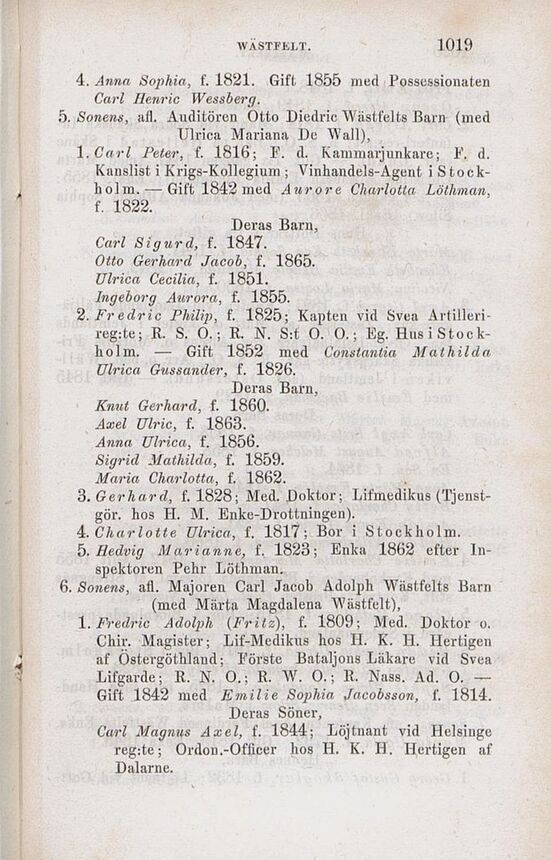 WÄSTFELT. 1019
4. Anna Sophia, f. 1821. Gift 1855 med Possessionaten
Carl Henric Wessberg.
5. Sonens, afl. Auditören Otto Diedric Wästfelts Barn (med
Ulrica Mariana De Wall),
1. Carl Peter, f. 1816; F. d. Kammarjunkare; F. d.
Kanslist i Krigs-Kollegium; Vinhandels-Agent i Stock-
holm. — Gift 1842 med Aurore Charlotta Löthman,
f. 1822.
Deras Barn,
Carl Sigurd, f. 1847.
Otto Gerhard Jacob, f. 1865.
Ulrica Cecilia, f. 1851.
Ingeborg Aurora, f. 1855.
2. Fredric Philip, f. 1825; Kapten vid Svea Artilleri-
reg:te; R. S. O.; R. N. S:t O. O.; Eg. Hus i Stock-
holm. — Gift 1852 med Constantia Mathilda
Ulrica Gussander, f. 1826.
Deras Barn,
Knut Gerhard, f. 1860.
Axel Ulric, f. 1863.
Anna Ulrica, f. 1856.
Sigrid Mathilda, f. 1859.
Maria Charlotta, f. 1862.
3. Gerhard, f. 1828; Med. Doktor; Lifmedikus (Tjenst-
gör. hos H. M. Enke-Drottningen).
4. Charlotte Ulrica, f. 1817; Bor i Stockholm.
5. Hedvig Marianne, f. 1823; Enka 1862 efter In-
spektoren Pehr Löthman.
6. Sonens, afl. Majoren Carl Jacob Adolph Wästfelts Barn
(med Märta Magdalena Wästfelt),
1. Fredric Adolph (Fritz), f. 1809; Med. Doktor o.
Chir. Magister; Lif-Medikus hos H. K. H. Hertigen
af Östergöthland; Förste Bataljons Läkare vid Svea
Lifgarde; R. N. O.; R. W. O.; R. Nass. Ad. O. —
Gift 1842 med Emilie Sophia Jacobsson, f. 1814.
Deras Söner,
Carl Magnus Axel, f. 1844; Löjtnant vid Helsinge
reg:te; Ordon.-Officer hos H. K. H. Hertigen af
Dalarne.